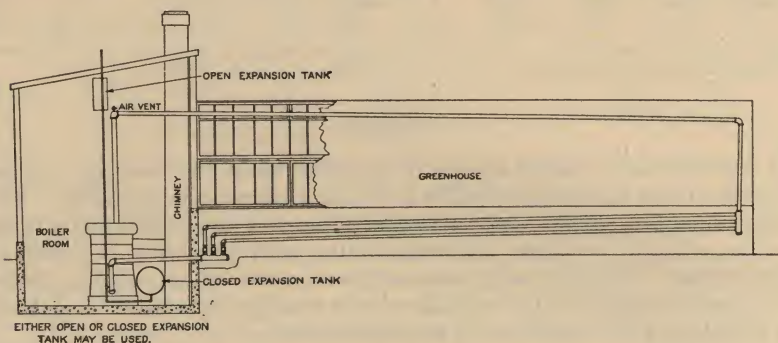 OPEN EXPANSION TANK
AIR VENT
CHIMNEY
GREENHOUSE
BOILER
ROOM
CLOSED EXPANSION TANK
EITHER OPEN OR CLOSED EXPANSION
TANK MAY BE USED.